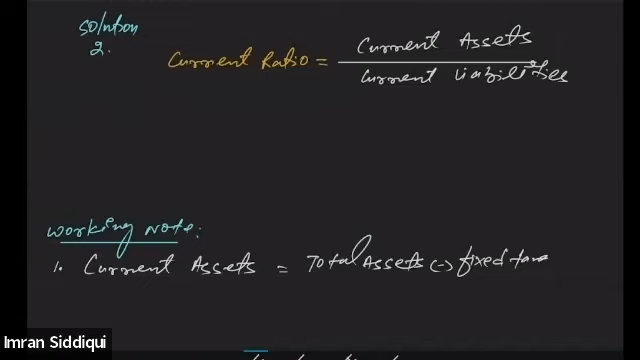 Solution
2.
Current Ratio = Current Assets
Current Liabilities
Working Note:
1. Current Assets = Total Assets (-) fixed
Imran Siddiqui